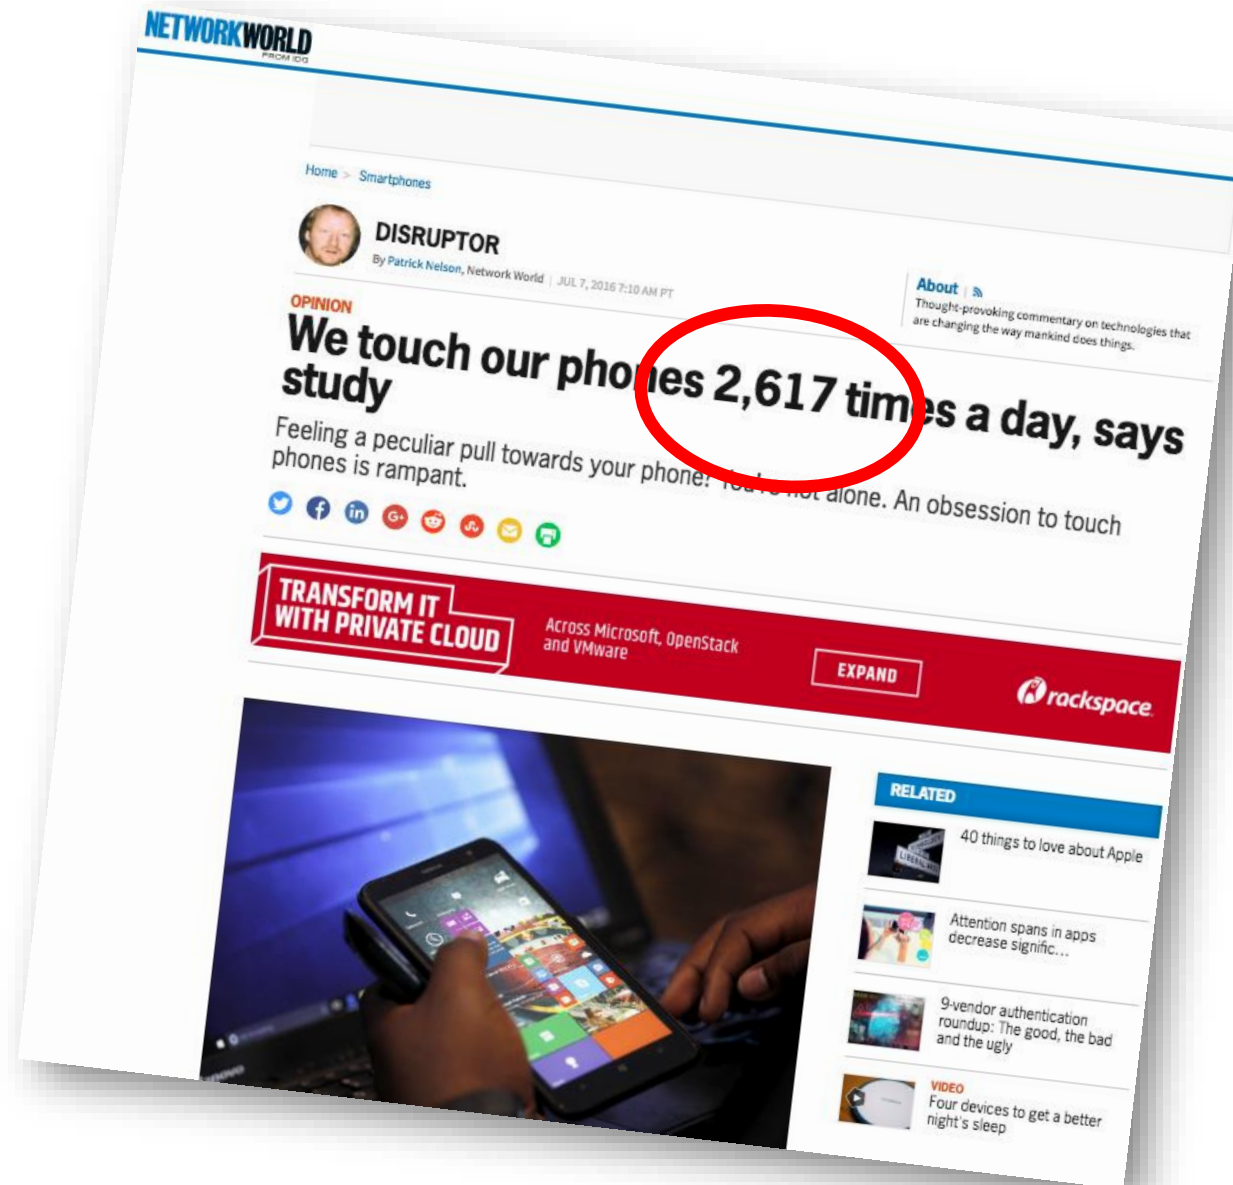 NETWORKWORLD
FROM IDG
Home > Smartphones
DISRUPTOR
By Patrick Nelson, Network World | JUL 7, 2016 7:10 AM PT
About
Thought-provoking commentary on technologies that
are changing the way mankind does things.
OPINION
We touch our phones 2,617 times a day, says
study
Feeling a peculiar pull towards your phone? You're not alone. An obsession to touch
phones is rampant.
TRANSFORM IT
WITH PRIVATE CLOUD
Across Microsoft, OpenStack
and VMware
EXPAND
rackspace.
RELATED
40 things to love about Apple
Attention spans in apps
decrease signific...
9-vendor authentication
roundup: The good, the bad
and the ugly
VIDEO
Four devices to get a better
night's sleep